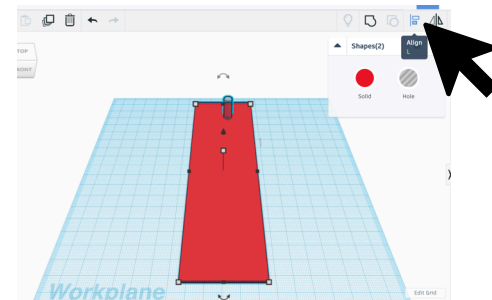 TOP
FRONT
Shapes(2)
Align
L
Solid
Hole
Workplane
Edit Grid